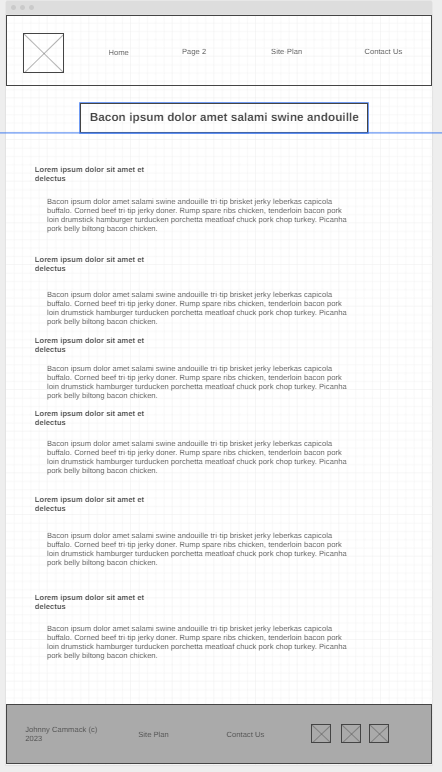 Home Page 2 Site Plan Contact Us
Bacon ipsum dolor amet salami swine andouille
Lorem ipsum dolor sit amet et
delectus
Bacon ipsum dolor amet salami swine andouille tri tip brisket jerky leberkas capicola
buffalo. Corned beef tri tip jerky doner. Rump spare ribs chicken, tenderloin bacon pork
loin drumstick hamburger turducken porchetta meatloaf chuck pork chop turkey. Picanha
pork belly biltong bacon chicken.
Lorem ipsum dolor sit amet et
delectus
Bacon ipsum dolor amet salami swine andouille tri tip brisket jerky leberkas capicola
buffalo. Corned beef tri tip jerky doner. Rump spare ribs chicken, tenderloin bacon pork
loin drumstick hamburger turducken porchetta meatloaf chuck pork chop turkey. Picanha
pork belly biltong bacon chicken.
Lorem ipsum dolor sit amet et
delectus
Bacon ipsum dolor amet salami swine andouille tri tip brisket jerky leberkas capicola
buffalo. Corned beef tri tip jerky doner. Rump spare ribs chicken, tenderloin bacon pork
loin drumstick hamburger turducken porchetta meatloaf chuck pork chop turkey. Picanha
pork belly biltong bacon chicken.
Lorem ipsum dolor sit amet et
delectus
Bacon ipsum dolor amet salami swine andouille tri tip brisket jerky leberkas capicola
buffalo. Corned beef tri tip jerky doner. Rump spare ribs chicken, tenderloin bacon pork
loin drumstick hamburger turducken porchetta meatloaf chuck pork chop turkey. Picanha
pork belly biltong bacon chicken.
Lorem ipsum dolor sit amet et
delectus
Bacon ipsum dolor amet salami swine andouille tri tip brisket jerky leberkas capicola
buffalo. Corned beef tri tip jerky doner. Rump spare ribs chicken, tenderloin bacon pork
loin drumstick hamburger turducken porchetta meatloaf chuck pork chop turkey. Picanha
pork belly biltong bacon chicken.
Lorem ipsum dolor sit amet et
delectus
Bacon ipsum dolor amet salami swine andouille tri tip brisket jerky leberkas capicola
buffalo. Corned beef tri tip jerky doner. Rump spare ribs chicken, tenderloin bacon pork
loin drumstick hamburger turducken porchetta meatloaf chuck pork chop turkey. Picanha
pork belly biltong bacon chicken.
Johnny Cammack (c)
2023
Site Plan
Contact Us